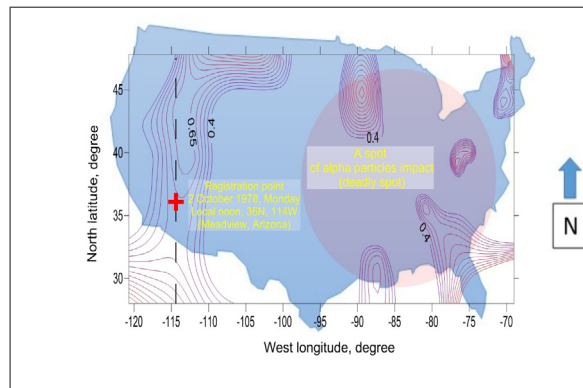 45
40
35
30
North latitude, degree
0.65
0.4
0.4
0.4
A spot
of alpha particles impact
(deadly spot)
Registration point
2 October 1978, Monday
Local noon, 36N, 114W
(Meadview, Arizona)
N
-120 -115 -110 -105 -100 -95 -90 -85 -80 -75 -70
West longitude, degree